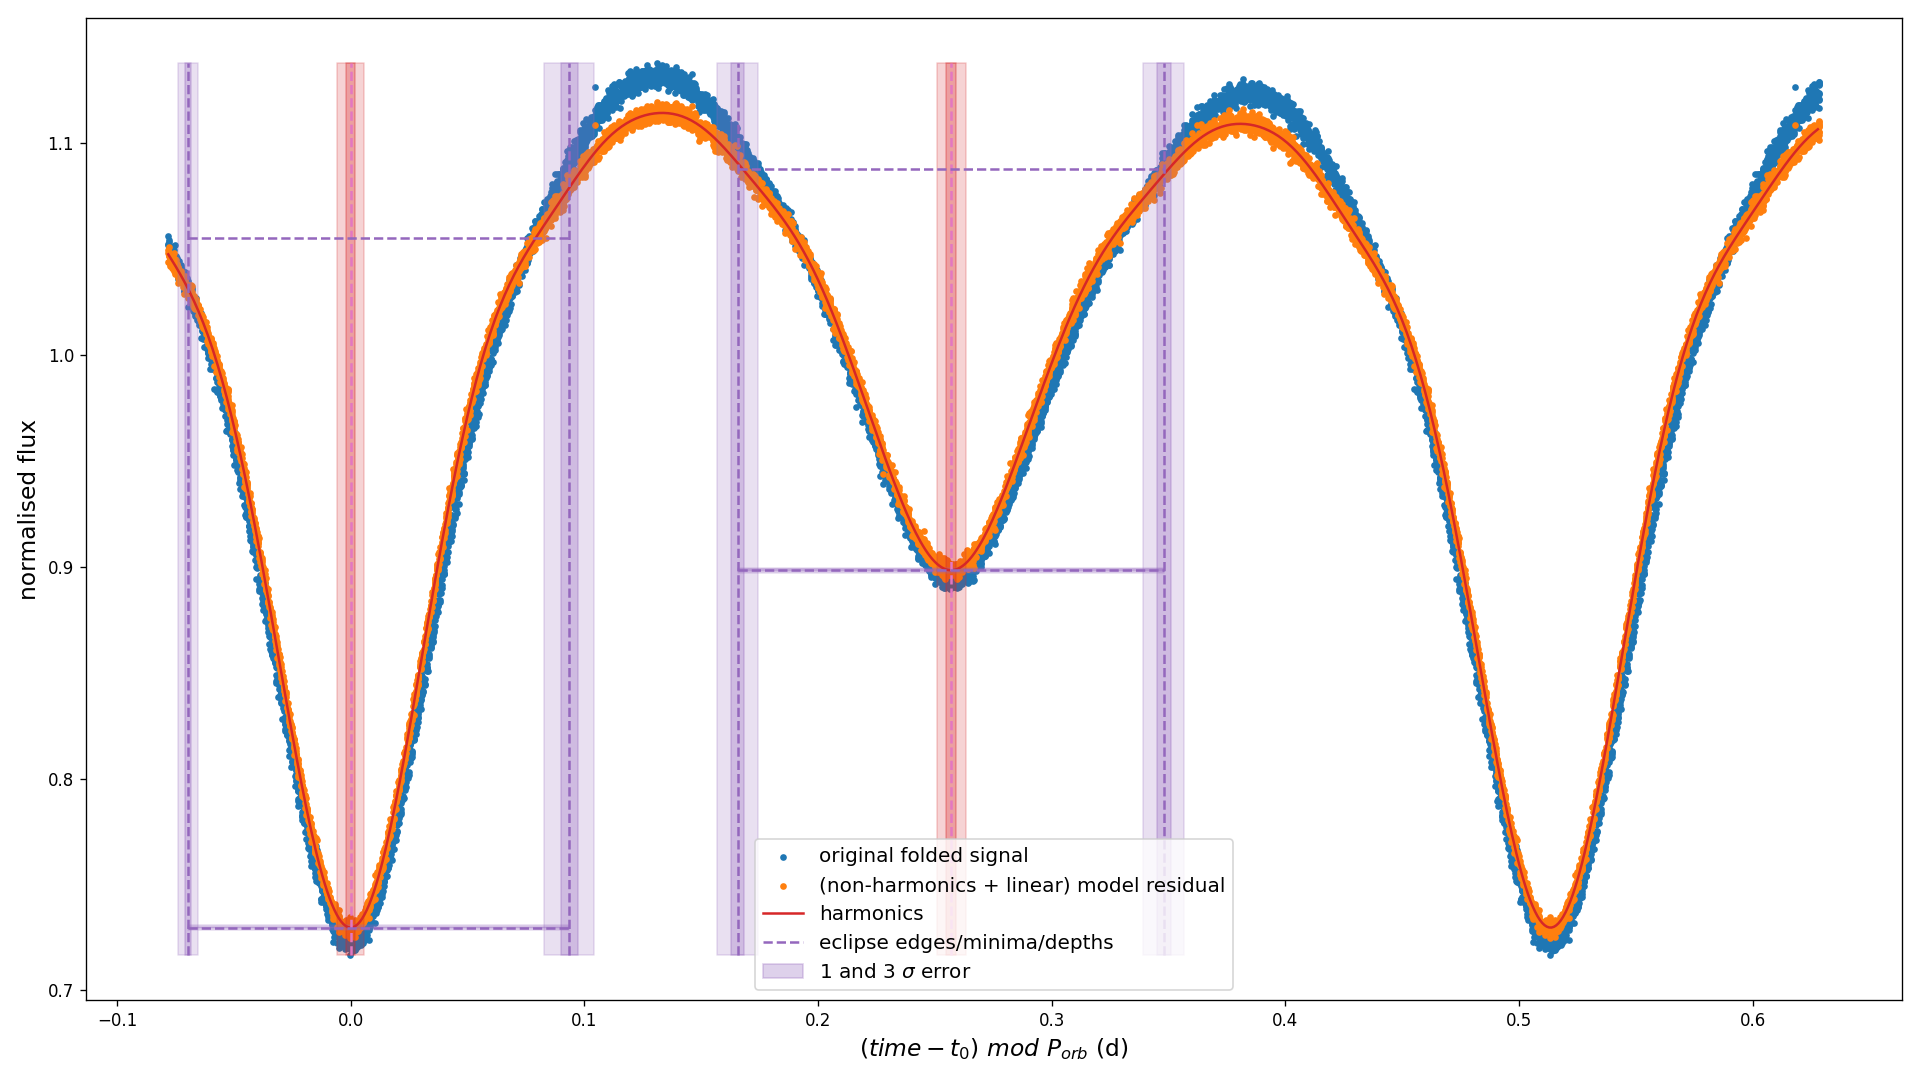 normalised flux
1.1
1.0
0.9
0.8
0.7
original folded signal
(non-harmonics + linear) model residual
harmonics
eclipse edges/minima/depths
1 and 3 σ error
−0.1
0.0
0.1
0.2
0.3
0.4
0.5
0.6
(time − t₀) mod Pₒᵣb (d)